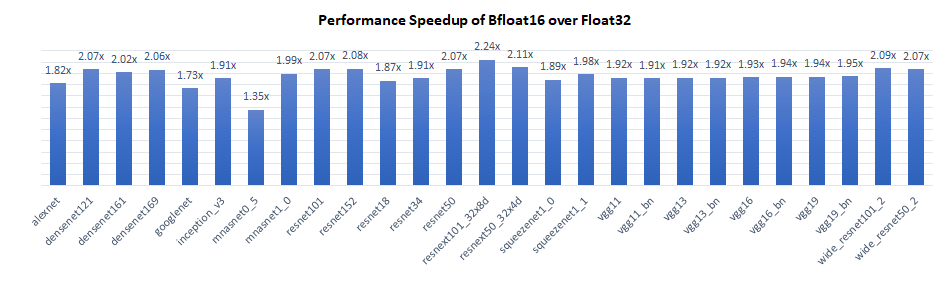 Performance Speedup of Bfloat16 over Float32
1.82x
2.07x
2.02x
2.06x
1.73x
1.91x
1.35x
1.99x
2.07x
2.08x
1.87x
1.91x
2.07x
2.24x
2.11x
1.89x
1.98x
1.92x
1.91x
1.92x
1.92x
1.93x
1.94x
1.94x
1.95x
2.09x
2.07x
alexnet
densenet121
densenet161
densenet169
googlenet
inception_v3
mnasnet0_5
mnasnet1_0
resnet101
resnet152
resnet18
resnet34
resnet50
resnext101_32x8d
resnext50_32x4d
squeezenet1_0
squeezenet1_1
vgg11
vgg11_bn
vgg13
vgg13_bn
vgg16
vgg16_bn
vgg19
vgg19_bn
wide_resnet101_2
wide_resnet50_2